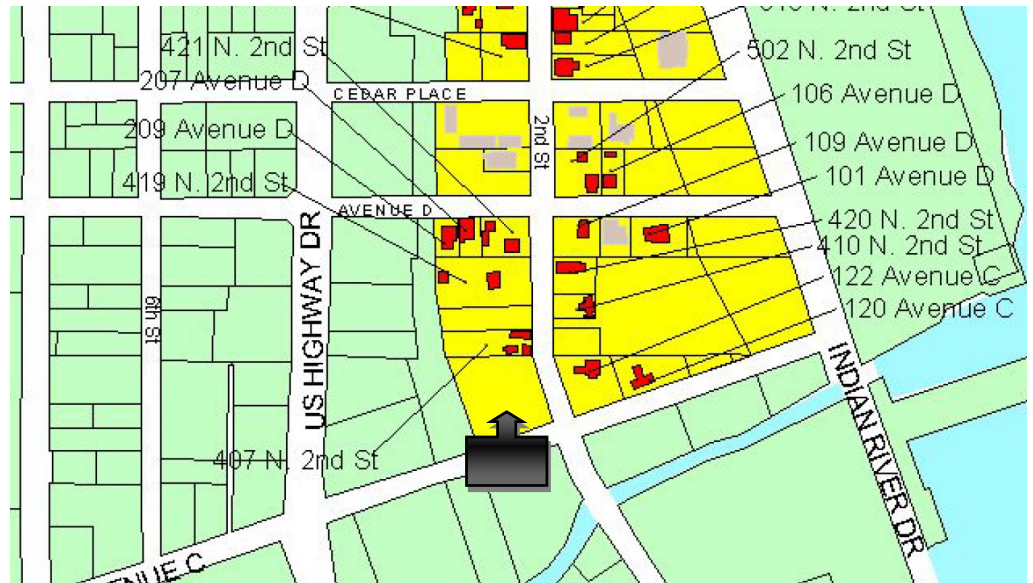 421 N. 2nd St
502 N. 2nd St
207 Avenue D
CEDAR PLACE
106 Avenue D
209 Avenue D
2nd St
109 Avenue D
419 N. 2nd St
101 Avenue D
AVENUE D
420 N. 2nd St
410 N. 2nd St
122 Avenue C
120 Avenue C
6th St
US HIGHWAY DR
INDIAN RIVER DR
407 N. 2nd St